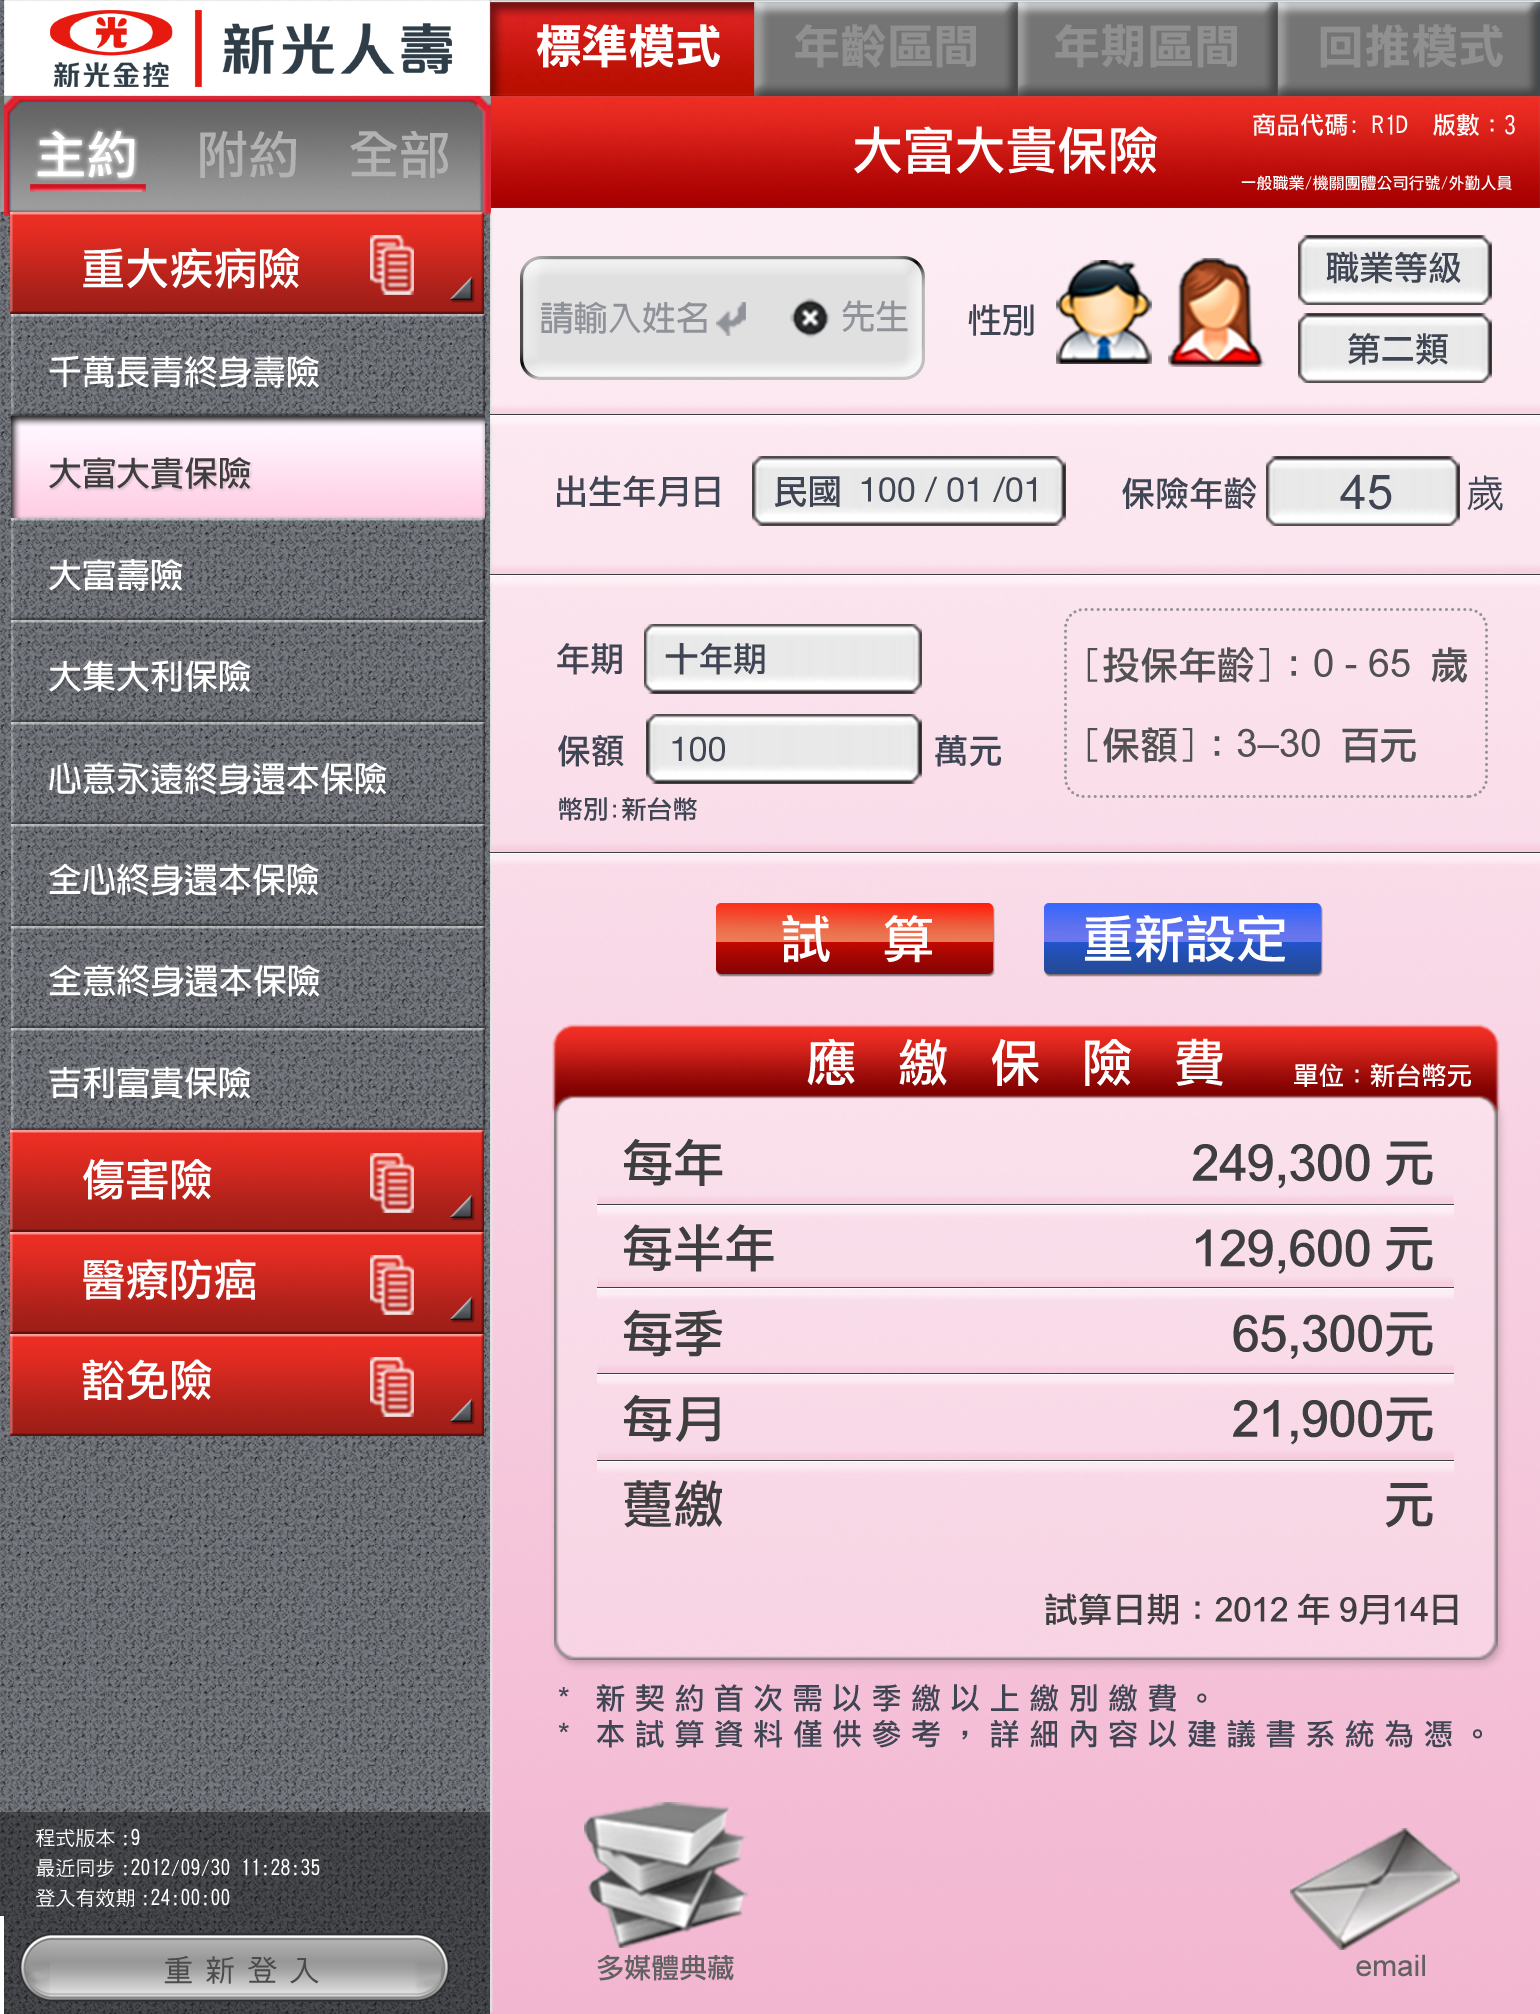 光
新光金控
新光人壽
標準模式
年齡區間
年期區間
回推模式
主約
附約
全部
大富大貴保險
商品代碼: R1D 版數：3
一般職業/機關團體公司行號/外勤人員
重大疾病險
千萬長青終身壽險
大富大貴保險
大富壽險
大集大利保險
心意永遠終身還本保險
全心終身還本保險
全意終身還本保險
吉利富貴保險
傷害險
醫療防癌
豁免險
程式版本 :9
最近同步 :2012/09/30 11:28:35
登入有效期 :24:00:00
重新登入
請輸入姓名
先生
性別
職業等級
第二類
出生年月日
民國 100 / 01 /01
保險年齡
45
歲
年期
十年期
保額
100
萬元
幣別:新台幣
[投保年齡]：0 - 65 歲
[保額]：3–30 百元
試 算
重新設定
應繳保險費
單位：新台幣元
每年 249,300 元
每半年 129,600 元
每季 65,300元
每月 21,900元
躉繳 元
試算日期：2012 年 9月14日
* 新契約首次需以季繳以上繳別繳費。
* 本試算資料僅供參考，詳細內容以建議書系統為憑。
多媒體典藏
email